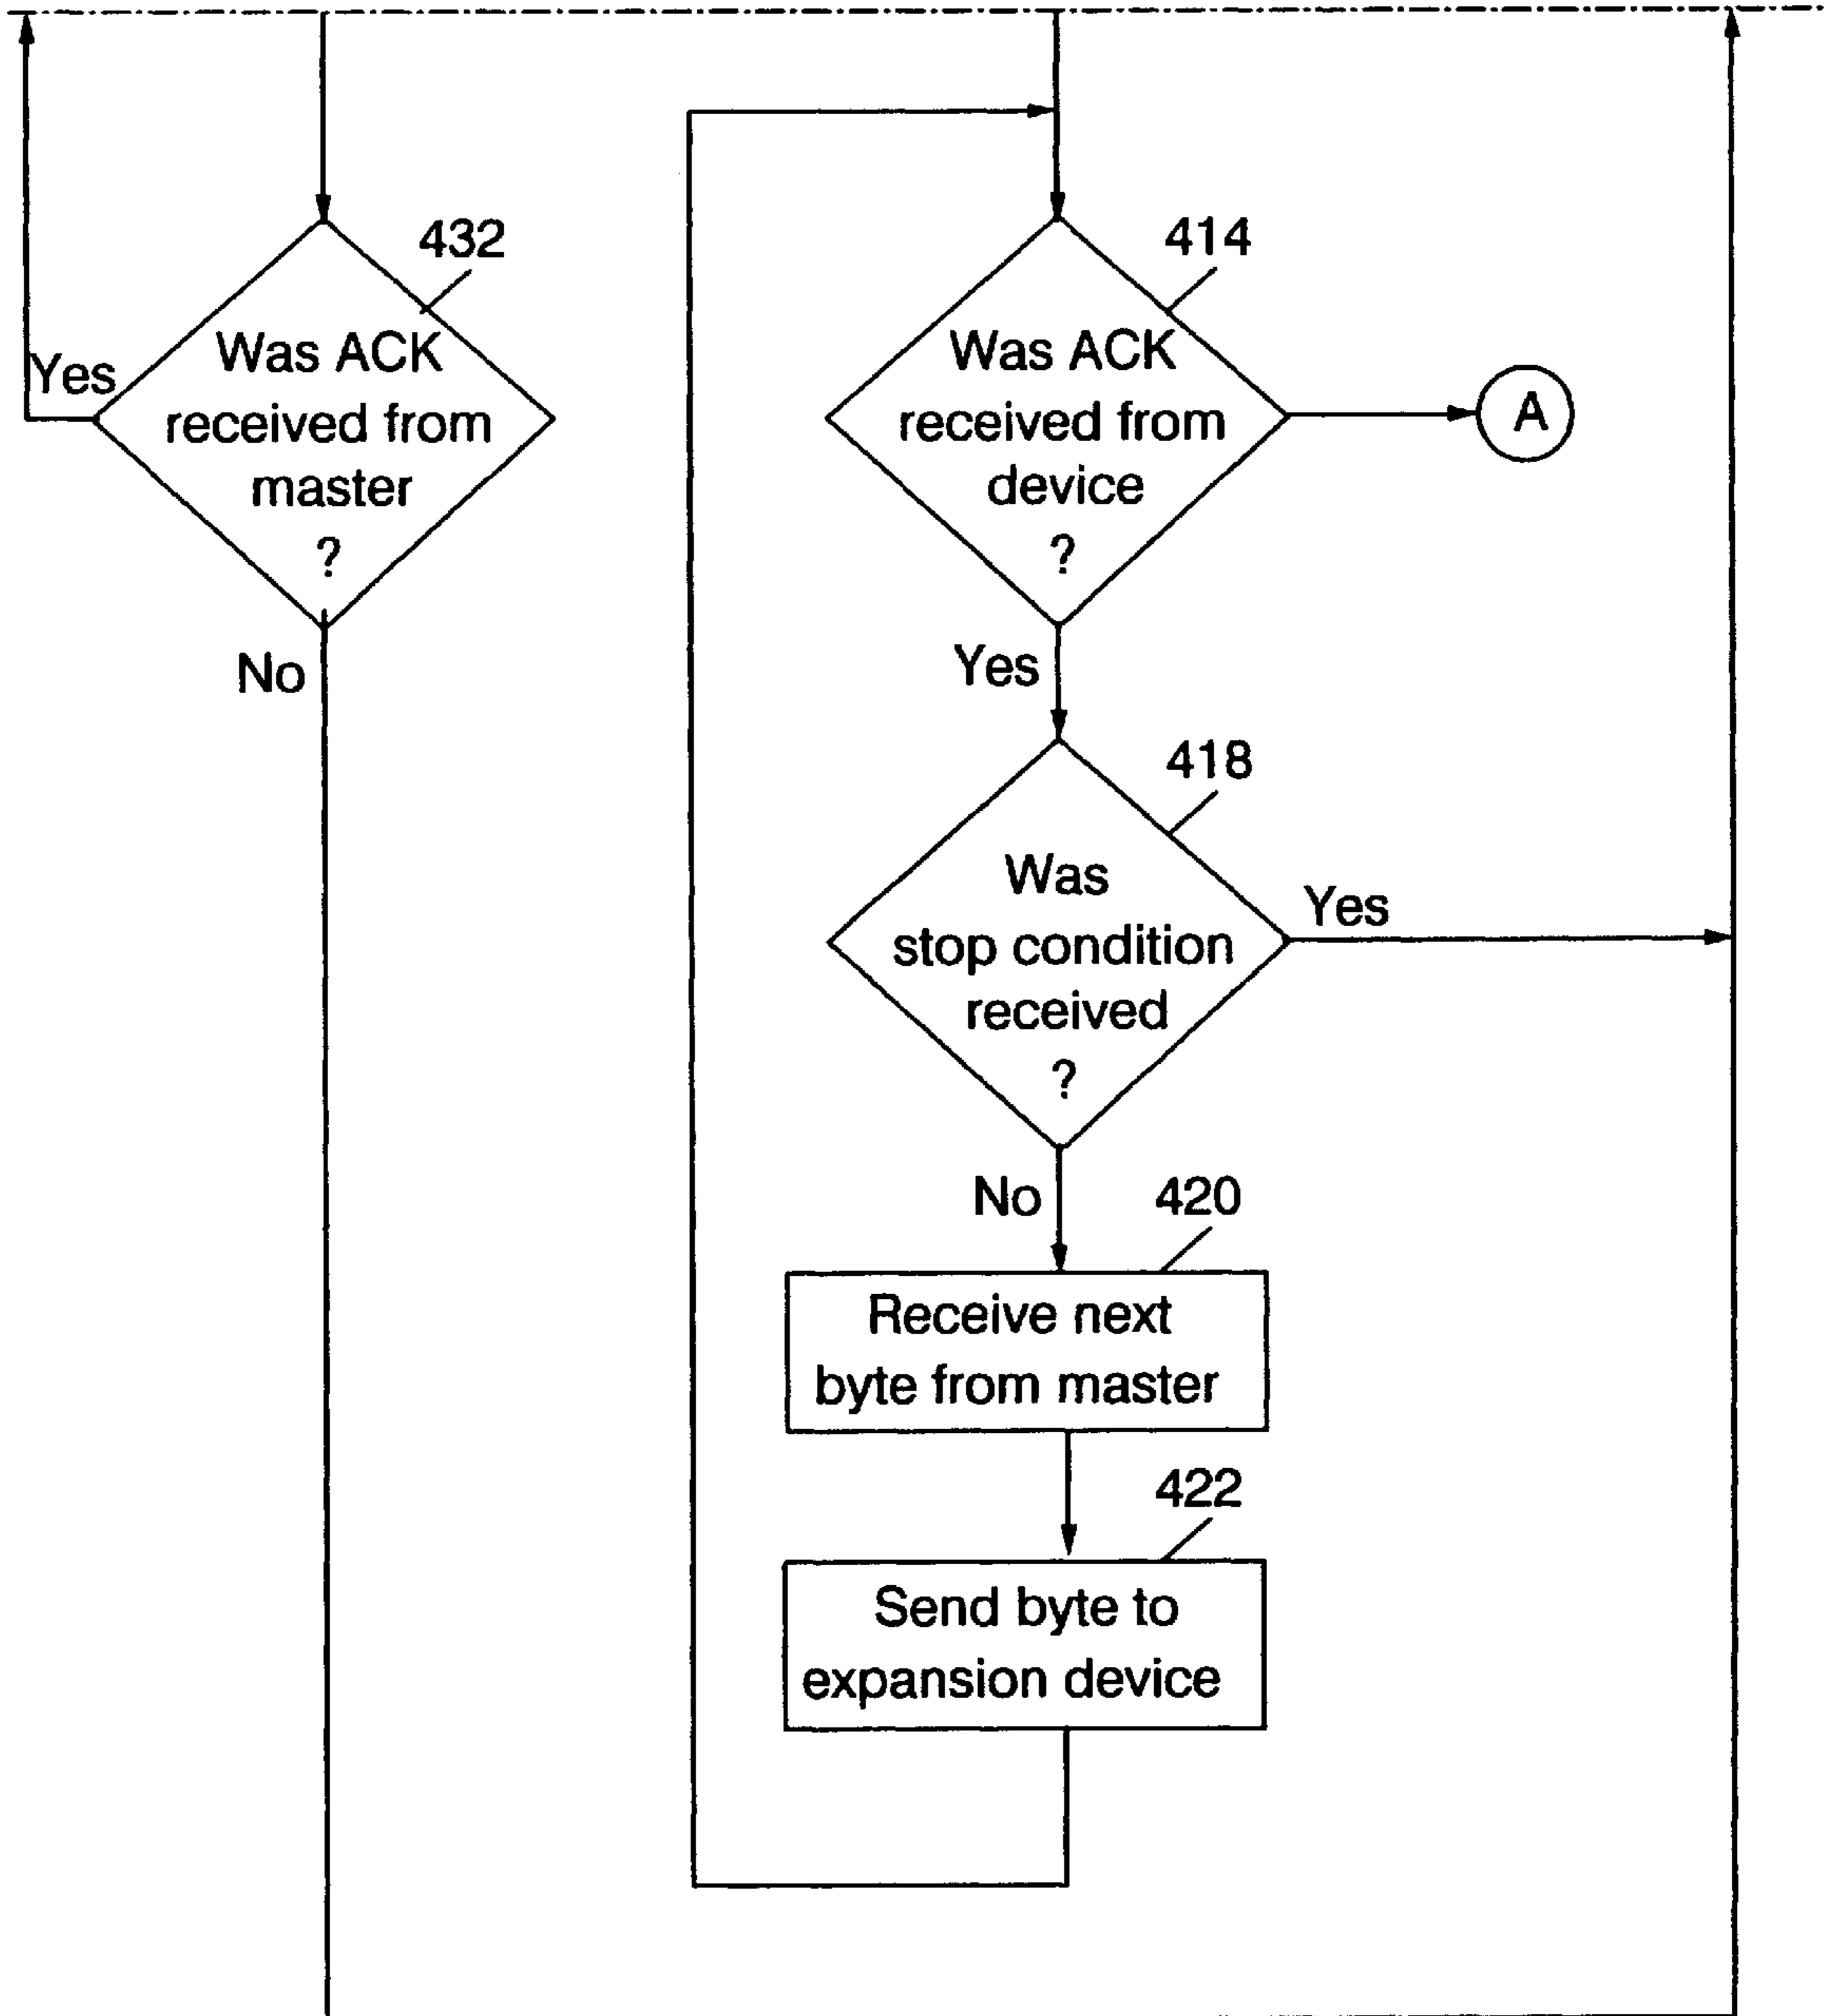 432
Was ACK
received from
master
?
Yes
No
414
Was ACK
received from
device
?
A
Yes
418
Was
stop condition
received
?
Yes
No
420
Receive next
byte from master
422
Send byte to
expansion device